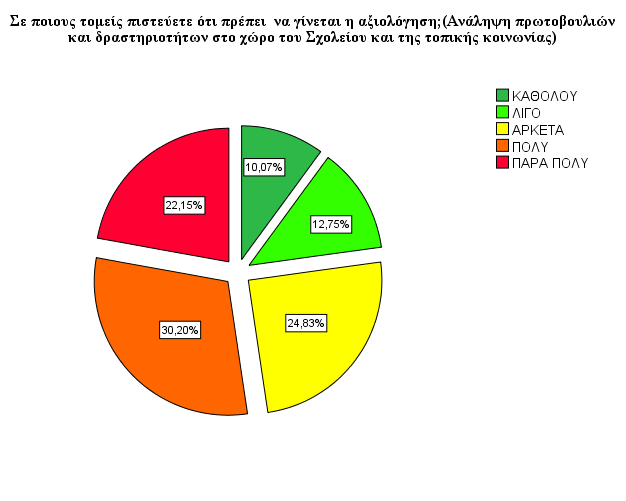 Σε ποιους τομείς πιστεύετε ότι πρέπει  να γίνεται η αξιολόγηση;(Ανάληψη πρωτοβουλιών
και δραστηριοτήτων στο χώρο του Σχολείου και της τοπικής κοινωνίας)
ΚΑΘΟΛΟΥ
ΛΙΓΟ
ΑΡΚΕΤΑ
ΠΟΛΥ
ΠΑΡΑ ΠΟΛΥ
10,07%
12,75%
22,15%
24,83%
30,20%